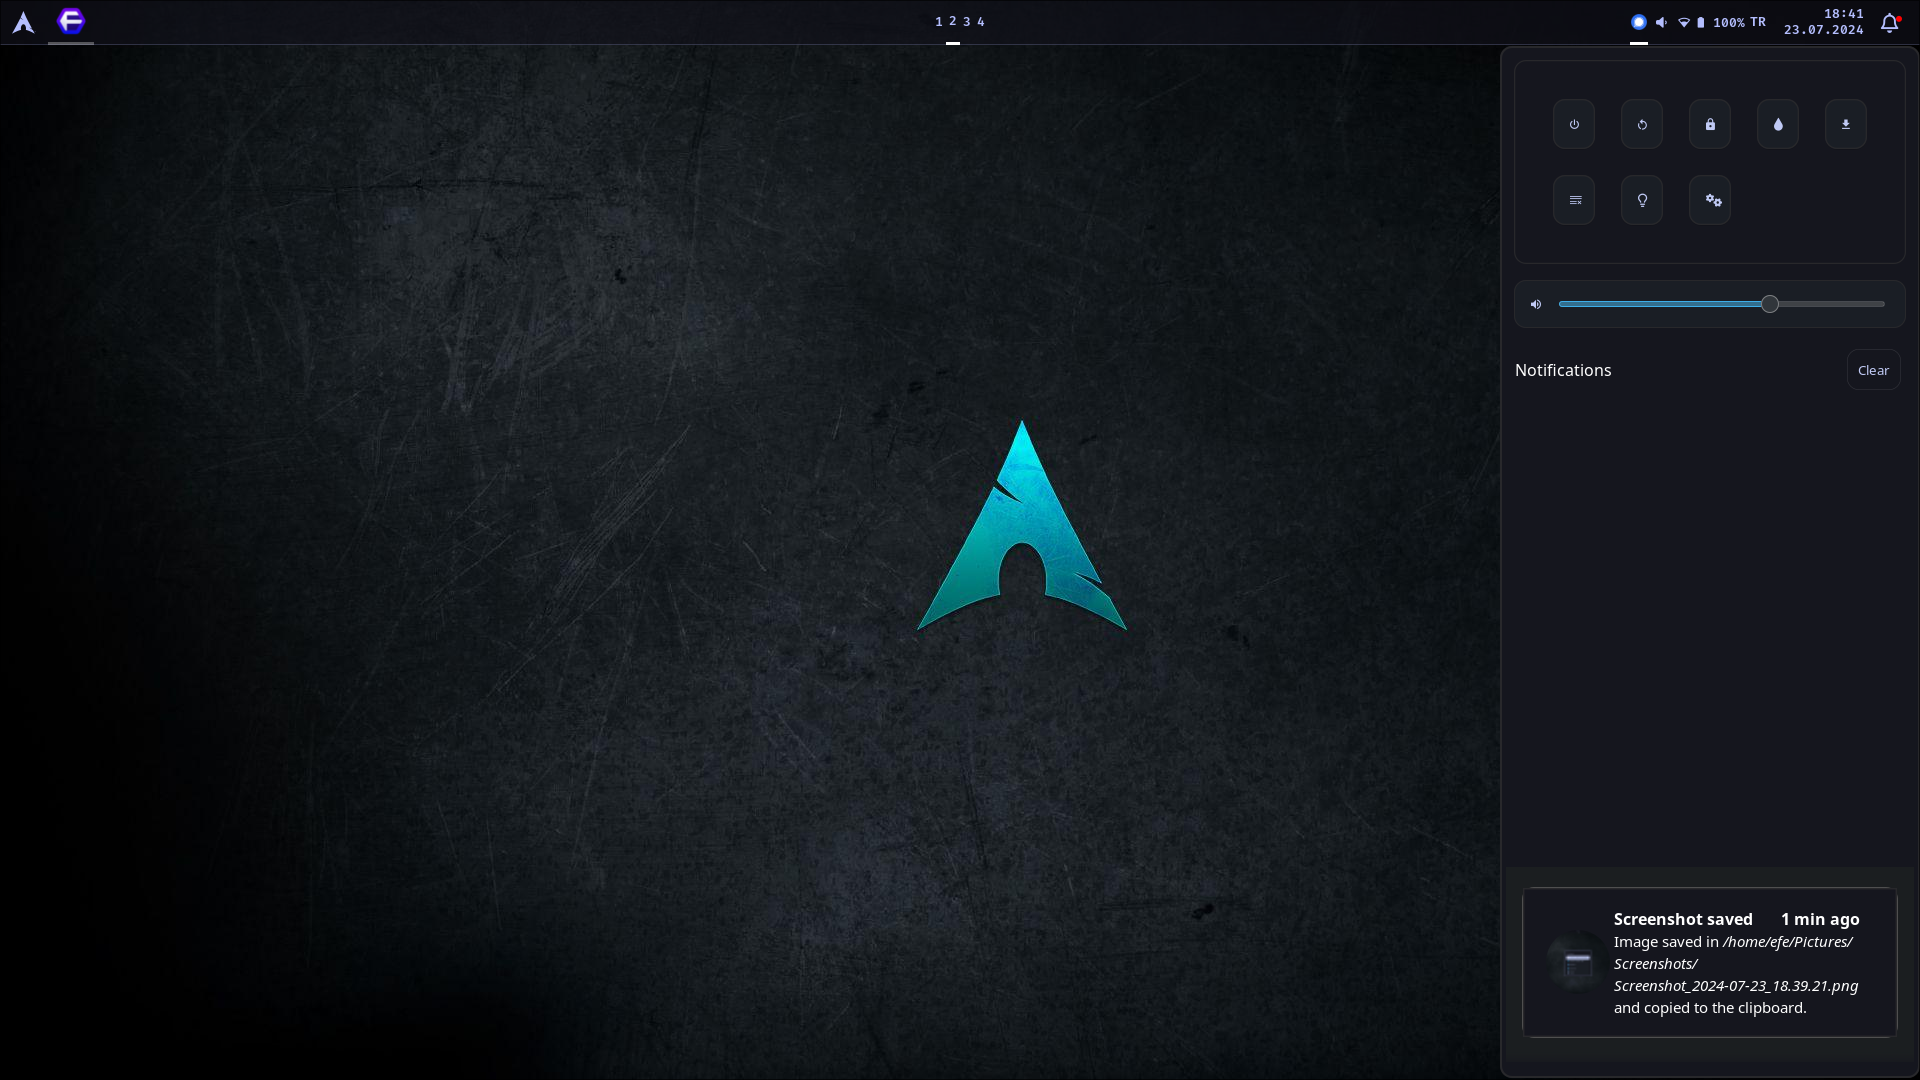 1 2 3 4
100% TR
18:41
23.07.2024
Notifications
Clear
Screenshot saved 1 min ago
Image saved in /home/efe/Pictures/
Screenshots/
Screenshot_2024-07-23_18.39.21.png
and copied to the clipboard.